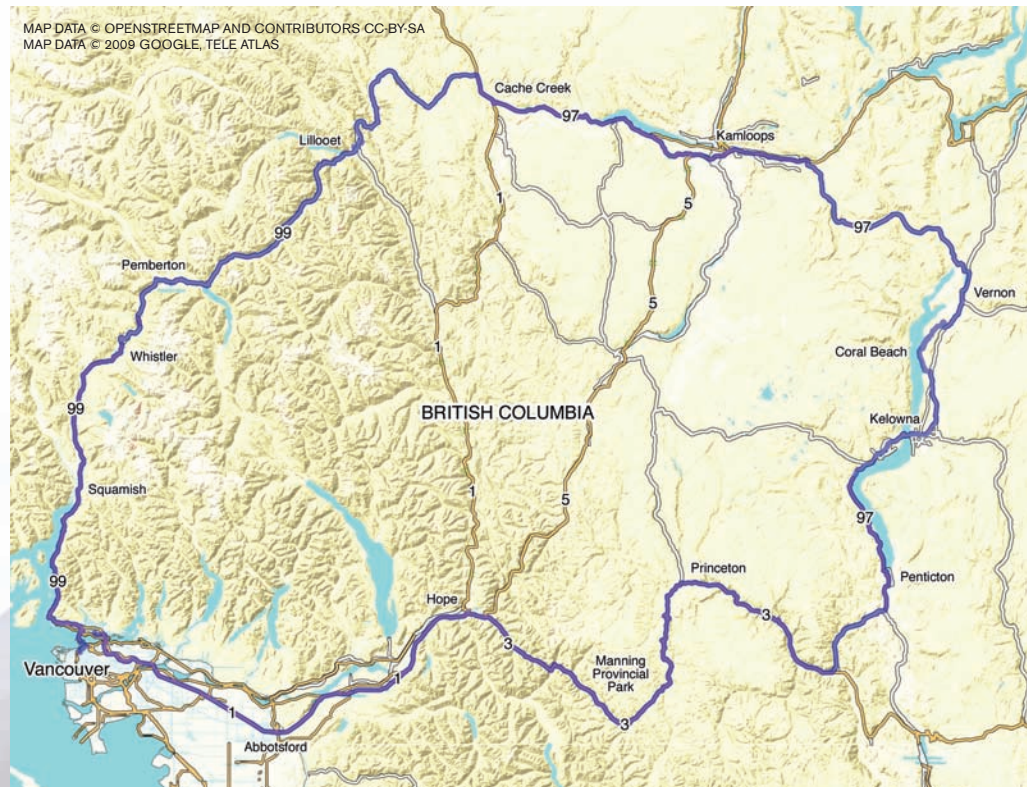 MAP DATA © OPENSTREETMAP AND CONTRIBUTORS CC-BY-SA
MAP DATA © 2009 GOOGLE, TELE ATLAS
Cache Creek
97
Kamloops
Lillooet
1
5
99
97
Pemberton
Vernon
5
1
Whistler
Coral Beach
99
BRITISH COLUMBIA
Kelowna
Squamish
1
5
97
99
Princeton
Penticton
Hope
3
3
Manning
Provincial
Park
Vancouver
1
1
3
Abbotsford